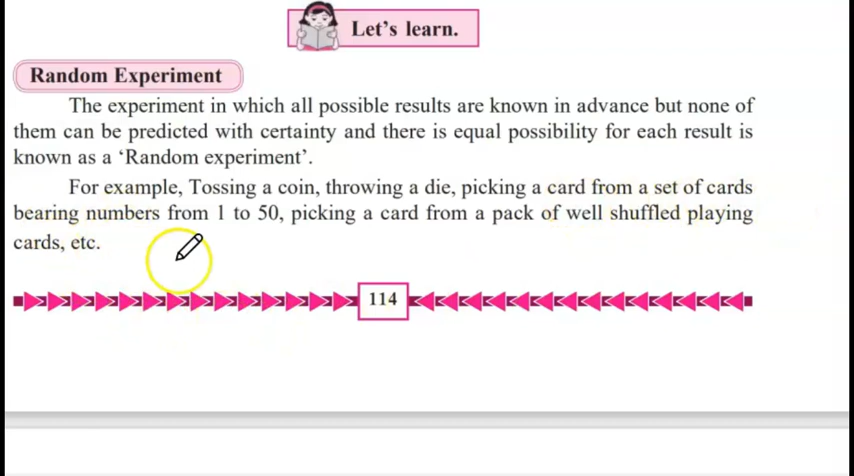 Let's learn.
Random Experiment
The experiment in which all possible results are known in advance but none of
them can be predicted with certainty and there is equal possibility for each result is
known as a ‘Random experiment’.
For example, Tossing a coin, throwing a die, picking a card from a set of cards
bearing numbers from 1 to 50, picking a card from a pack of well shuffled playing
cards, etc.
114